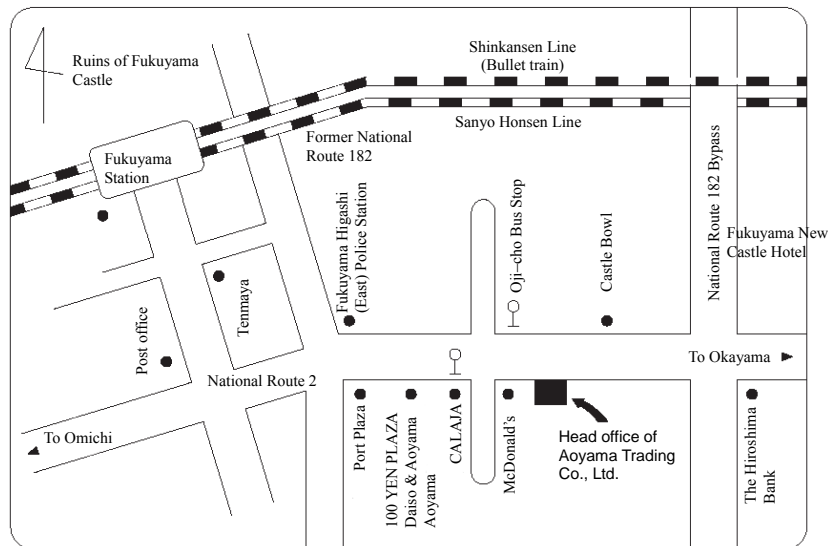 Shinkansen Line
(Bullet train)
Ruins of Fukuyama
Castle
Sanyo Honsen Line
Former National
Route 182
Fukuyama
Station
National Route 182 Bypass
Fukuyama New
Castle Hotel
Fukuyama Higashi
(East) Police Station
Oji-cho Bus Stop
Castle Bowl
Tenmaya
Post office
National Route 2
To Okayama
To Omichi
Port Plaza
100 YEN PLAZA
Daiso & Aoyama
Aoyama
CALAJA
McDonald's
Head office of
Aoyama Trading
Co., Ltd.
The Hiroshima
Bank